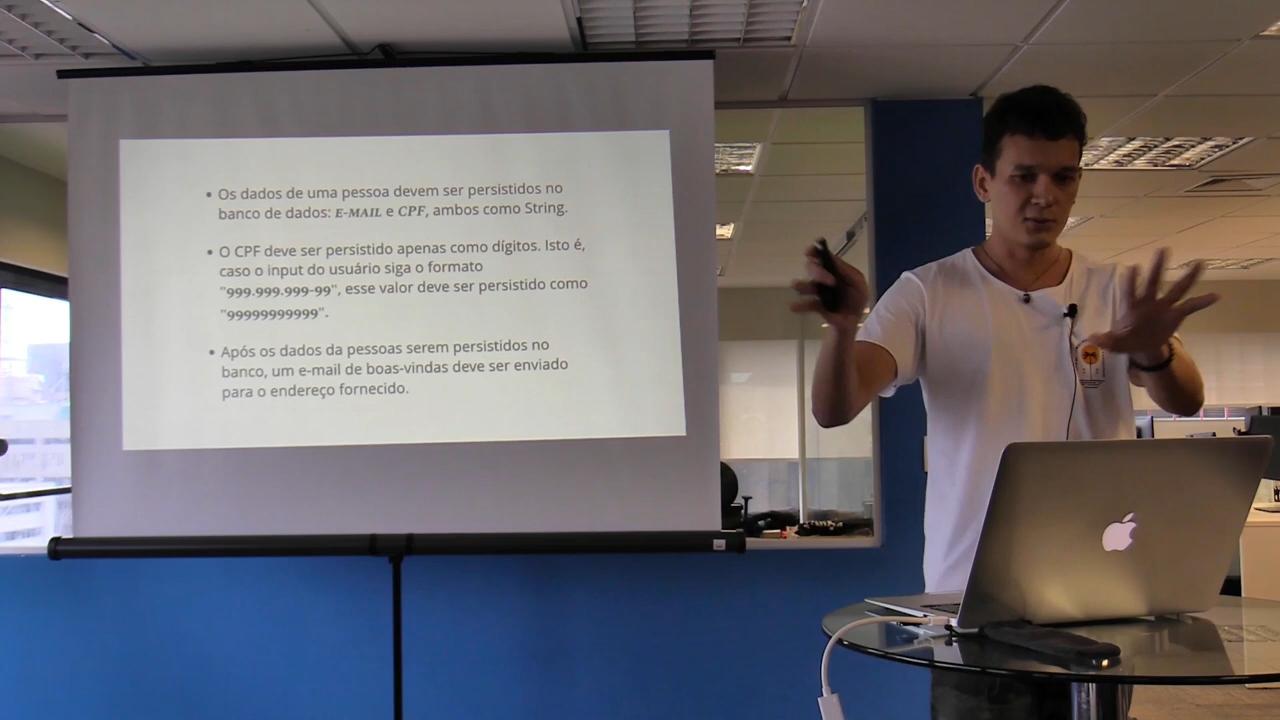 • Os dados de uma pessoa devem ser persistidos no
banco de dados: E-MAIL e CPF, ambos como String.
• O CPF deve ser persistido apenas como dígitos. Isto é,
caso o input do usuário siga o formato
"999.999.999-99", esse valor deve ser persistido como
"99999999999".
• Após os dados da pessoas serem persistidos no
banco, um e-mail de boas-vindas deve ser enviado
para o endereço fornecido.